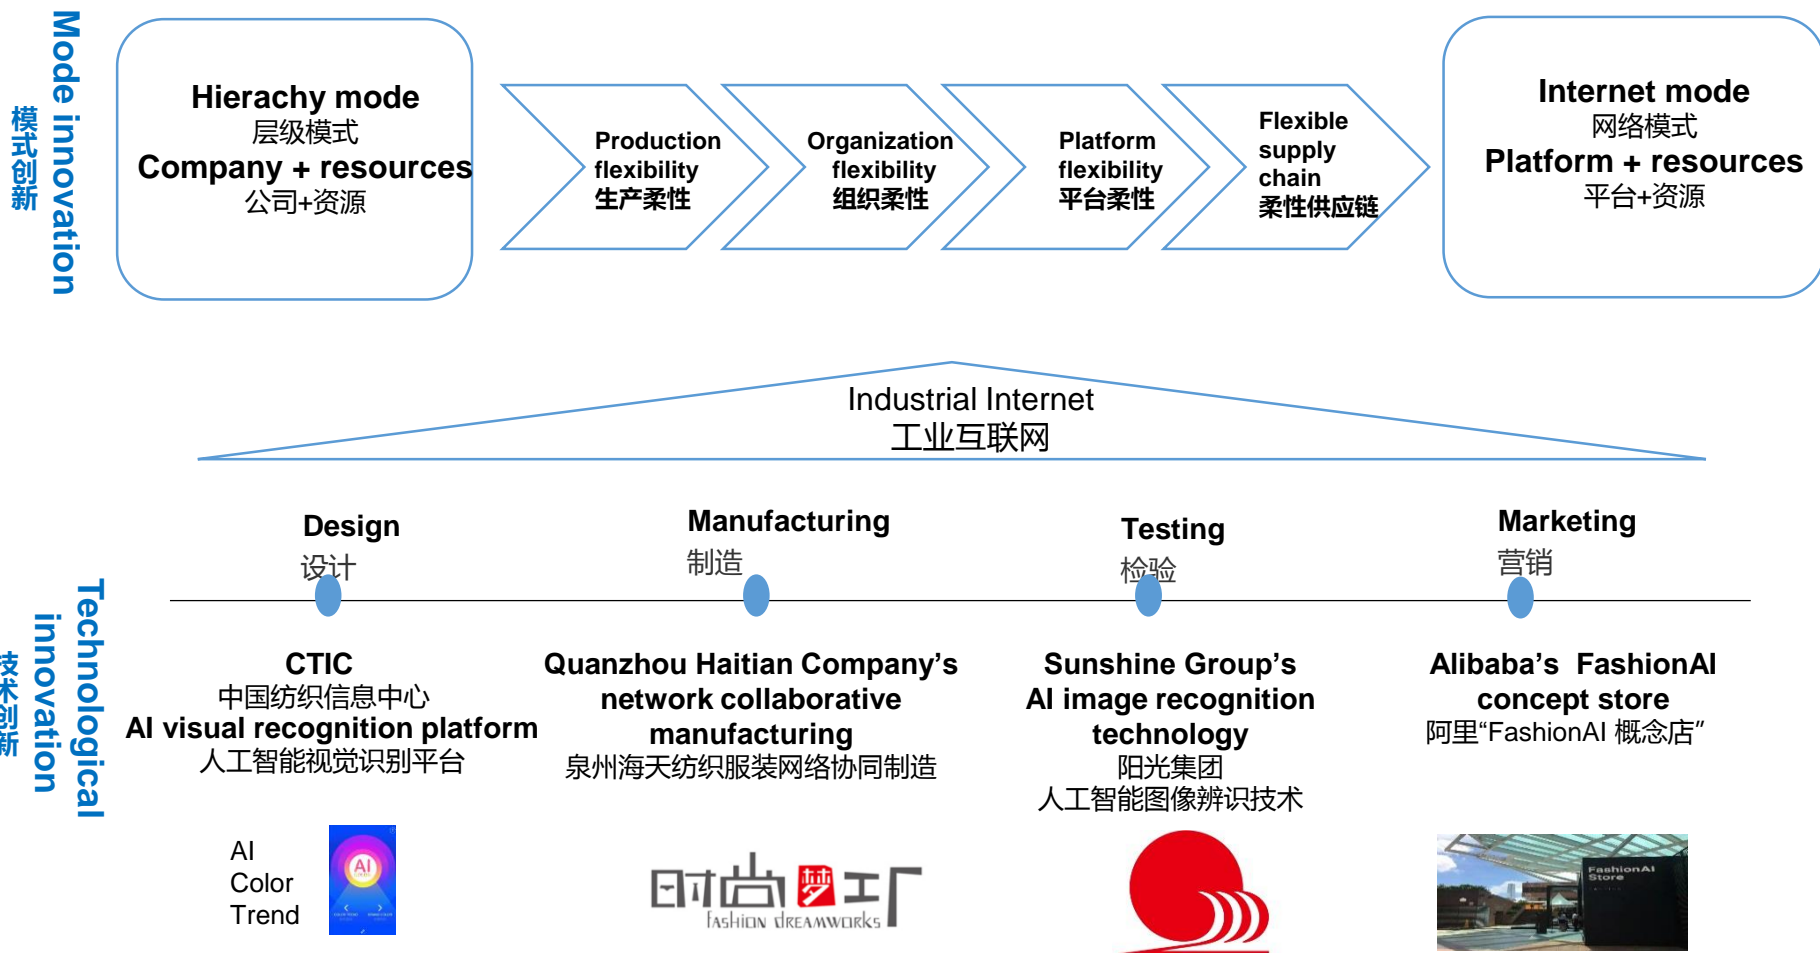 Mode innovation
模式创新
Hierachy mode
层级模式
Company + resources
公司+资源
Production
flexibility
生产柔性
Organization
flexibility
组织柔性
Platform
flexibility
平台柔性
Flexible
supply
chain
柔性供应链
Internet mode
网络模式
Platform + resources
平台+资源
Industrial Internet
工业互联网
Technological
innovation
技术创新
Design
设计
Manufacturing
制造
Testing
检验
Marketing
营销
CTIC
中国纺织信息中心
AI visual recognition platform
人工智能视觉识别平台
Quanzhou Haitian Company’s
network collaborative
manufacturing
泉州海天纺织服装网络协同制造
Sunshine Group’s
AI image recognition
technology
阳光集团
人工智能图像辨识技术
Alibaba’s  FashionAI
concept store
阿里“FashionAI 概念店”
AI
Color
Trend
AI
时尚梦工厂
FASHION DREAMWORKS
FashionAI
Store